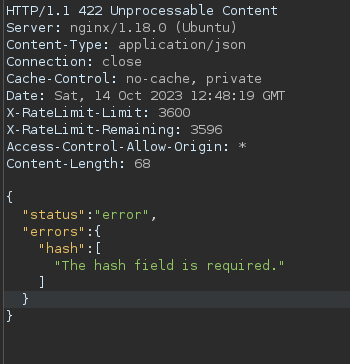 HTTP/1.1 422 Unprocessable Content
Server: nginx/1.18.0 (Ubuntu)
Content-Type: application/json
Connection: close
Cache-Control: no-cache, private
Date: Sat, 14 Oct 2023 12:48:19 GMT
X-RateLimit-Limit: 3600
X-RateLimit-Remaining: 3596
Access-Control-Allow-Origin: *
Content-Length: 68

{
  "status":"error",
  "errors":{
    "hash":[
      "The hash field is required."
    ]
  }
}